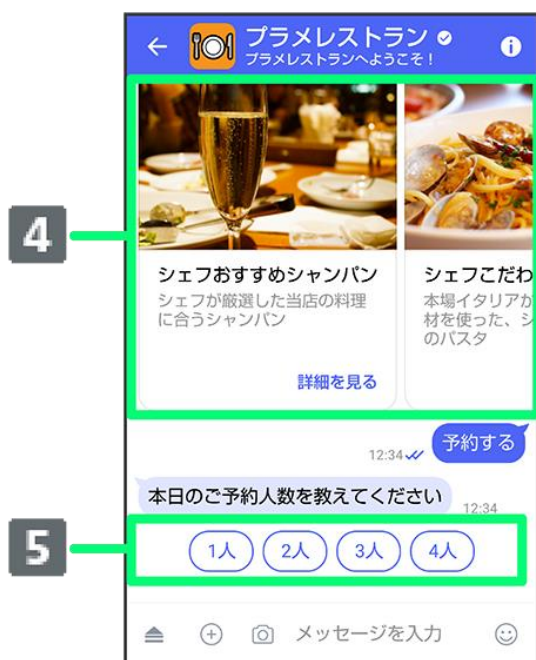 プラメレストラン
プラメレストランへようこそ！
4
シェフおすすめシャンパン
シェフが厳選した当店の料理
に合うシャンパン
詳細を見る
シェフこだわ
本場イタリアか
材を使った、シ
のパスタ
予約する
12:34
本日のご予約人数を教えてください
12:34
5
1人 2人 3人 4人
メッセージを入力